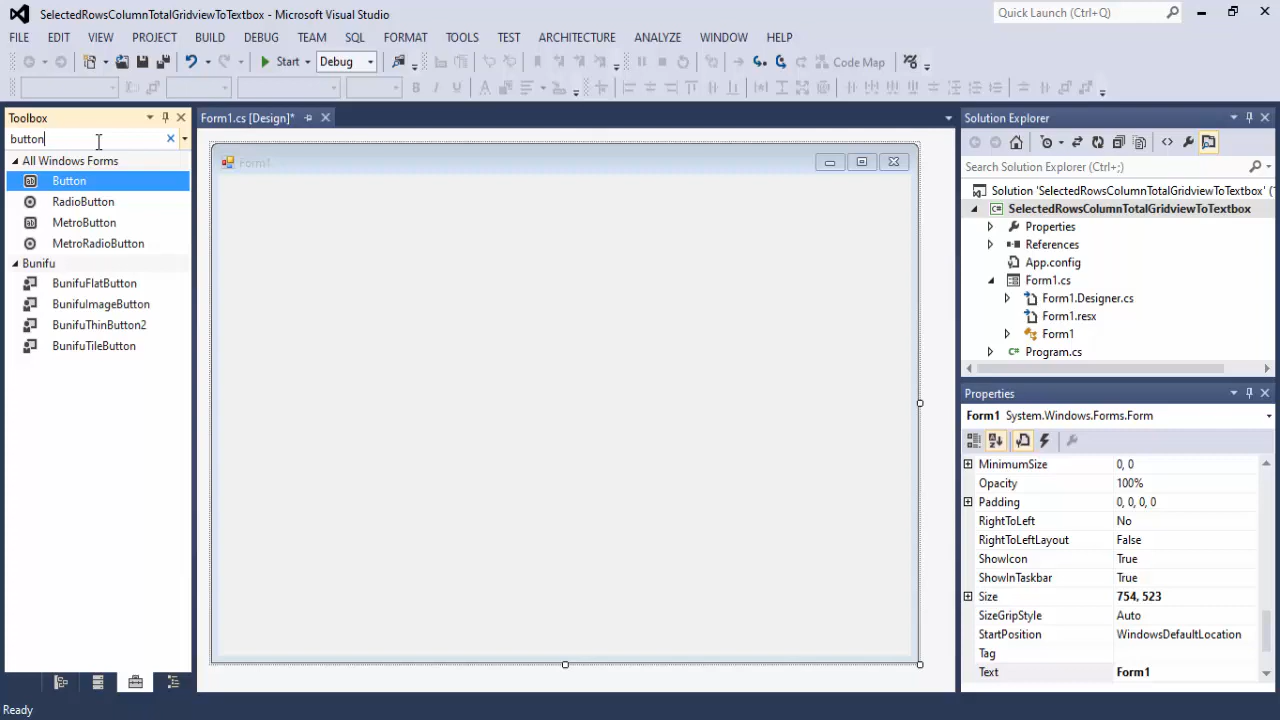 SelectedRowsColumnTotalGridviewToTextbox - Microsoft Visual Studio
Quick Launch (Ctrl+Q)
FILE EDIT VIEW PROJECT BUILD DEBUG TEAM SQL FORMAT TOOLS TEST ARCHITECTURE ANALYZE WINDOW HELP
Start Debug Code Map
Toolbox
button
All Windows Forms
Button
RadioButton
MetroButton
MetroRadioButton
Bunifu
BunifuFlatButton
BunifuImageButton
BunifuThinButton2
BunifuTileButton
Form1.cs [Design]*
Form1
Solution Explorer
Search Solution Explorer (Ctrl+;)
Solution 'SelectedRowsColumnTotalGridviewToTextbox' (
SelectedRowsColumnTotalGridviewToTextbox
Properties
References
App.config
Form1.cs
Form1.Designer.cs
Form1.resx
Form1
Program.cs
Properties
Form1 System.Windows.Forms.Form
MinimumSize 0, 0
Opacity 100%
Padding 0, 0, 0, 0
RightToLeft No
RightToLeftLayout False
ShowIcon True
ShowInTaskbar True
Size 754, 523
SizeGripStyle Auto
StartPosition WindowsDefaultLocation
Tag
Text Form1
Ready